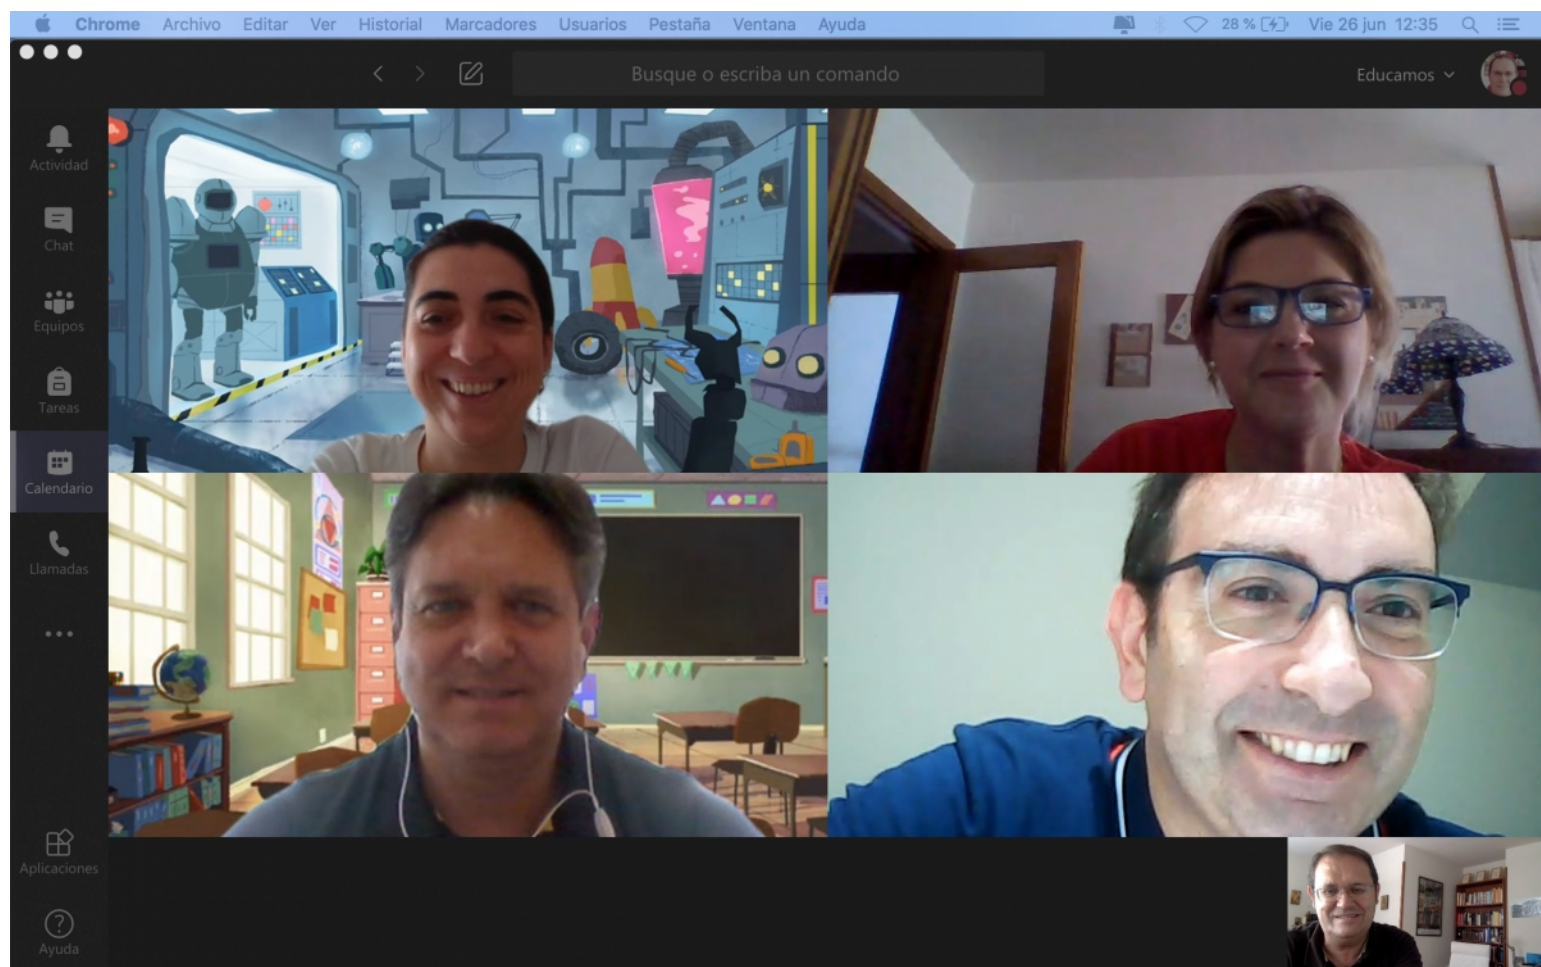 Chrome Archivo Editar Ver Historial Marcadores Usuarios Pestaña Ventana Ayuda 28 % Vie 26 jun 12:35
Busque o escriba un comando
Educamos
Actividad
Chat
Equipos
Tareas
Calendario
Llamadas
Aplicaciones
Ayuda